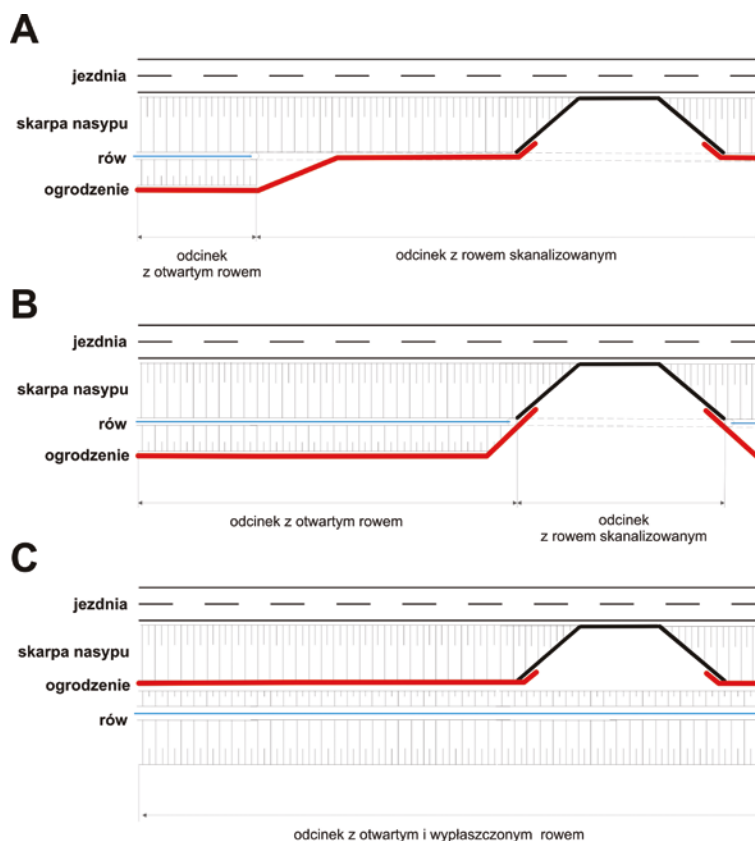 A
jezdnia
skarpa nasypu
rów
ogrodzenie
odcinek
z otwartym rowem
odcinek z rowem skanalizowanym
B
jezdnia
skarpa nasypu
rów
ogrodzenie
odcinek z otwartym rowem
odcinek
z rowem skanalizowanym
C
jezdnia
skarpa nasypu
ogrodzenie
rów
odcinek z otwartym i wypłaszczonym rowem